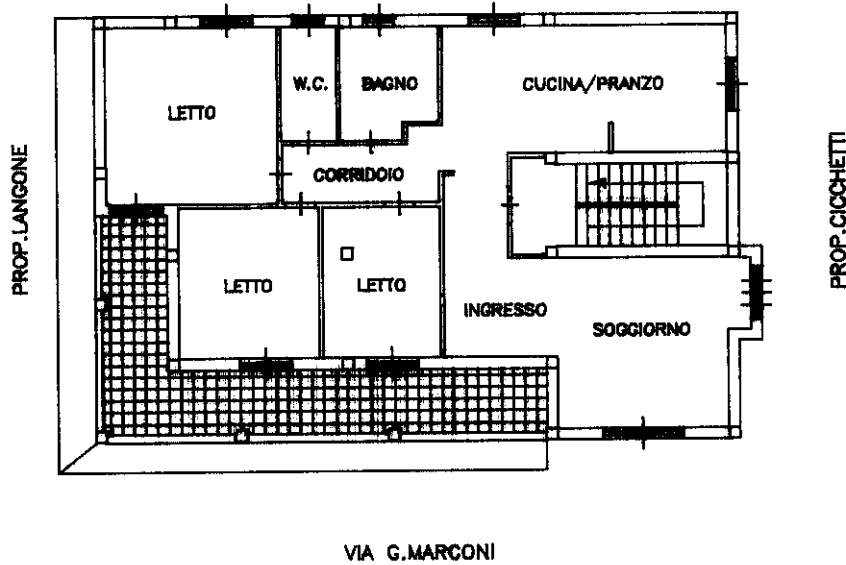 W.C.
BAGNO
CUCINA/PRANZO
LETTO
CORRIDOIO
PROP.LANGONE
PROP.CICCHETTI
LETTO
LETTO
INGRESSO
SOGGIORNO
VIA G.MARCONI